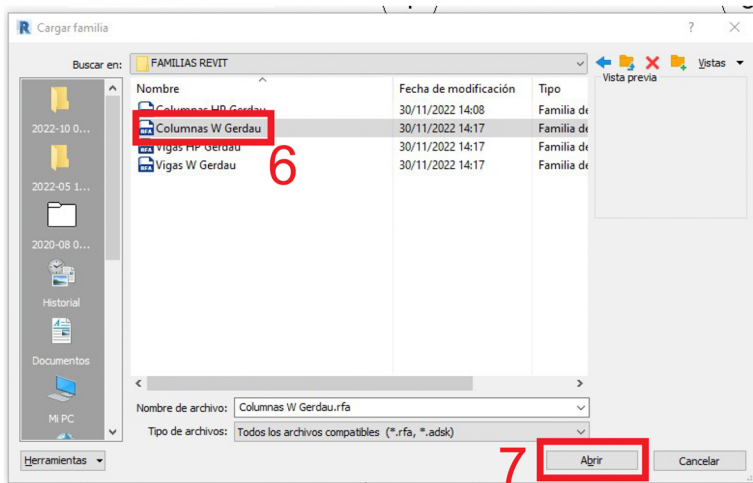 Cargar familia
Buscar en: FAMILIAS REVIT
Vistas
Vista previa
Nombre Fecha de modificación Tipo
Columnas HP Gerdau 30/11/2022 14:08 Familia de
Columnas W Gerdau 30/11/2022 14:17 Familia de
Vigas HP Gerdau 30/11/2022 14:17 Familia de
Vigas W Gerdau 30/11/2022 14:17 Familia de
6
2022-10 0...
2022-05 1...
2020-08 0...
Historial
Documentos
Mi PC
Nombre de archivo: Columnas W Gerdau.rfa
Tipo de archivos: Todos los archivos compatibles (*.rfa, *.adsk)
7
Herramientas Abrir Cancelar